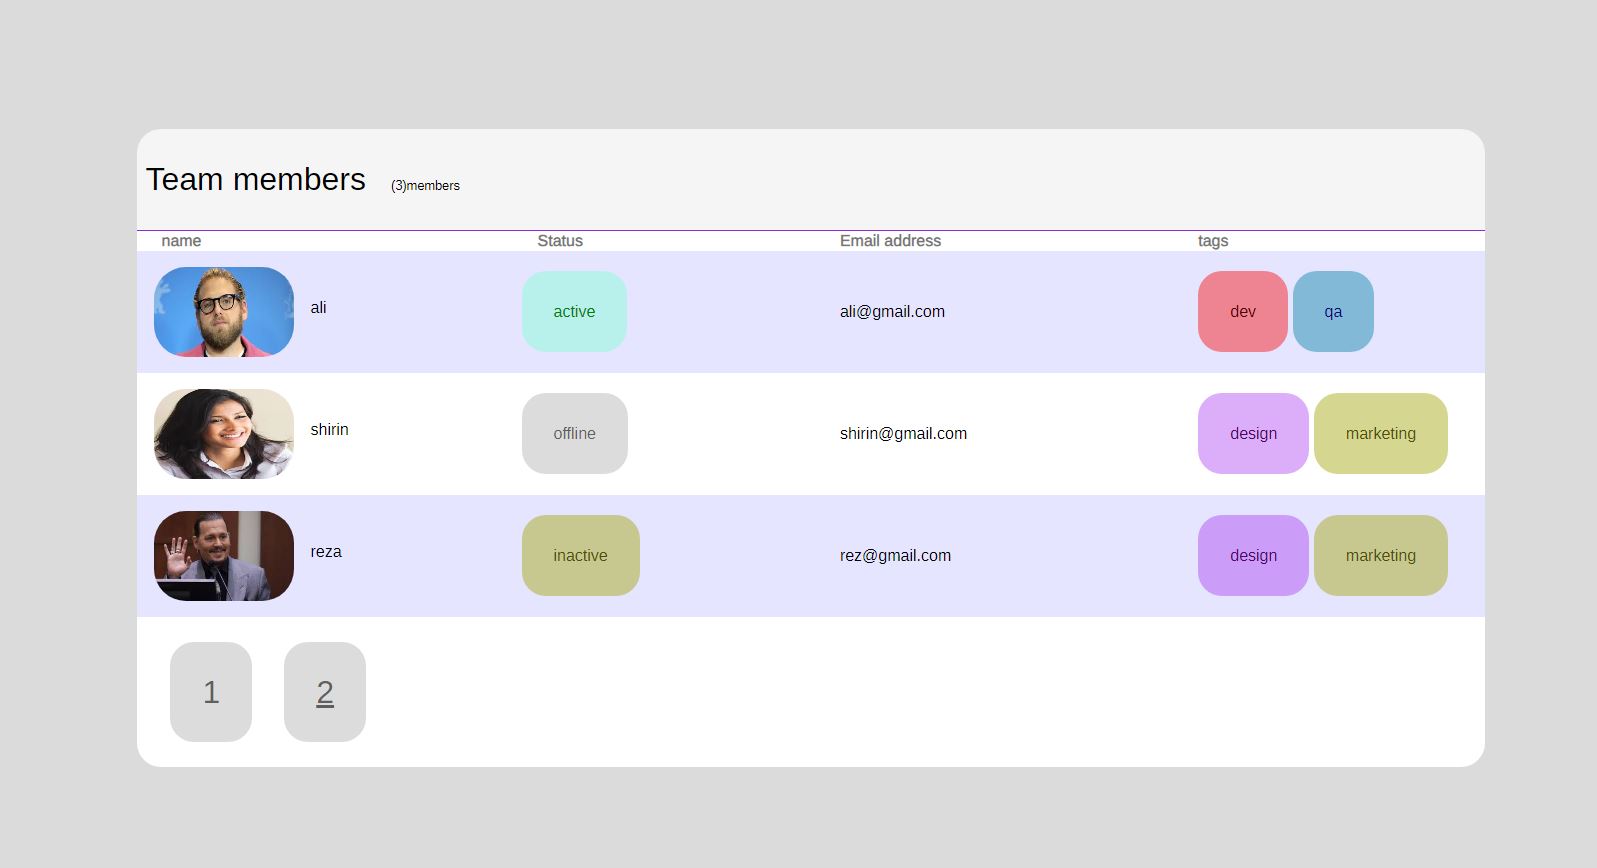 Team members (3)members
name Status Email address tags
ali active ali@gmail.com dev qa
shirin offline shirin@gmail.com design marketing
reza inactive rez@gmail.com design marketing
1 2